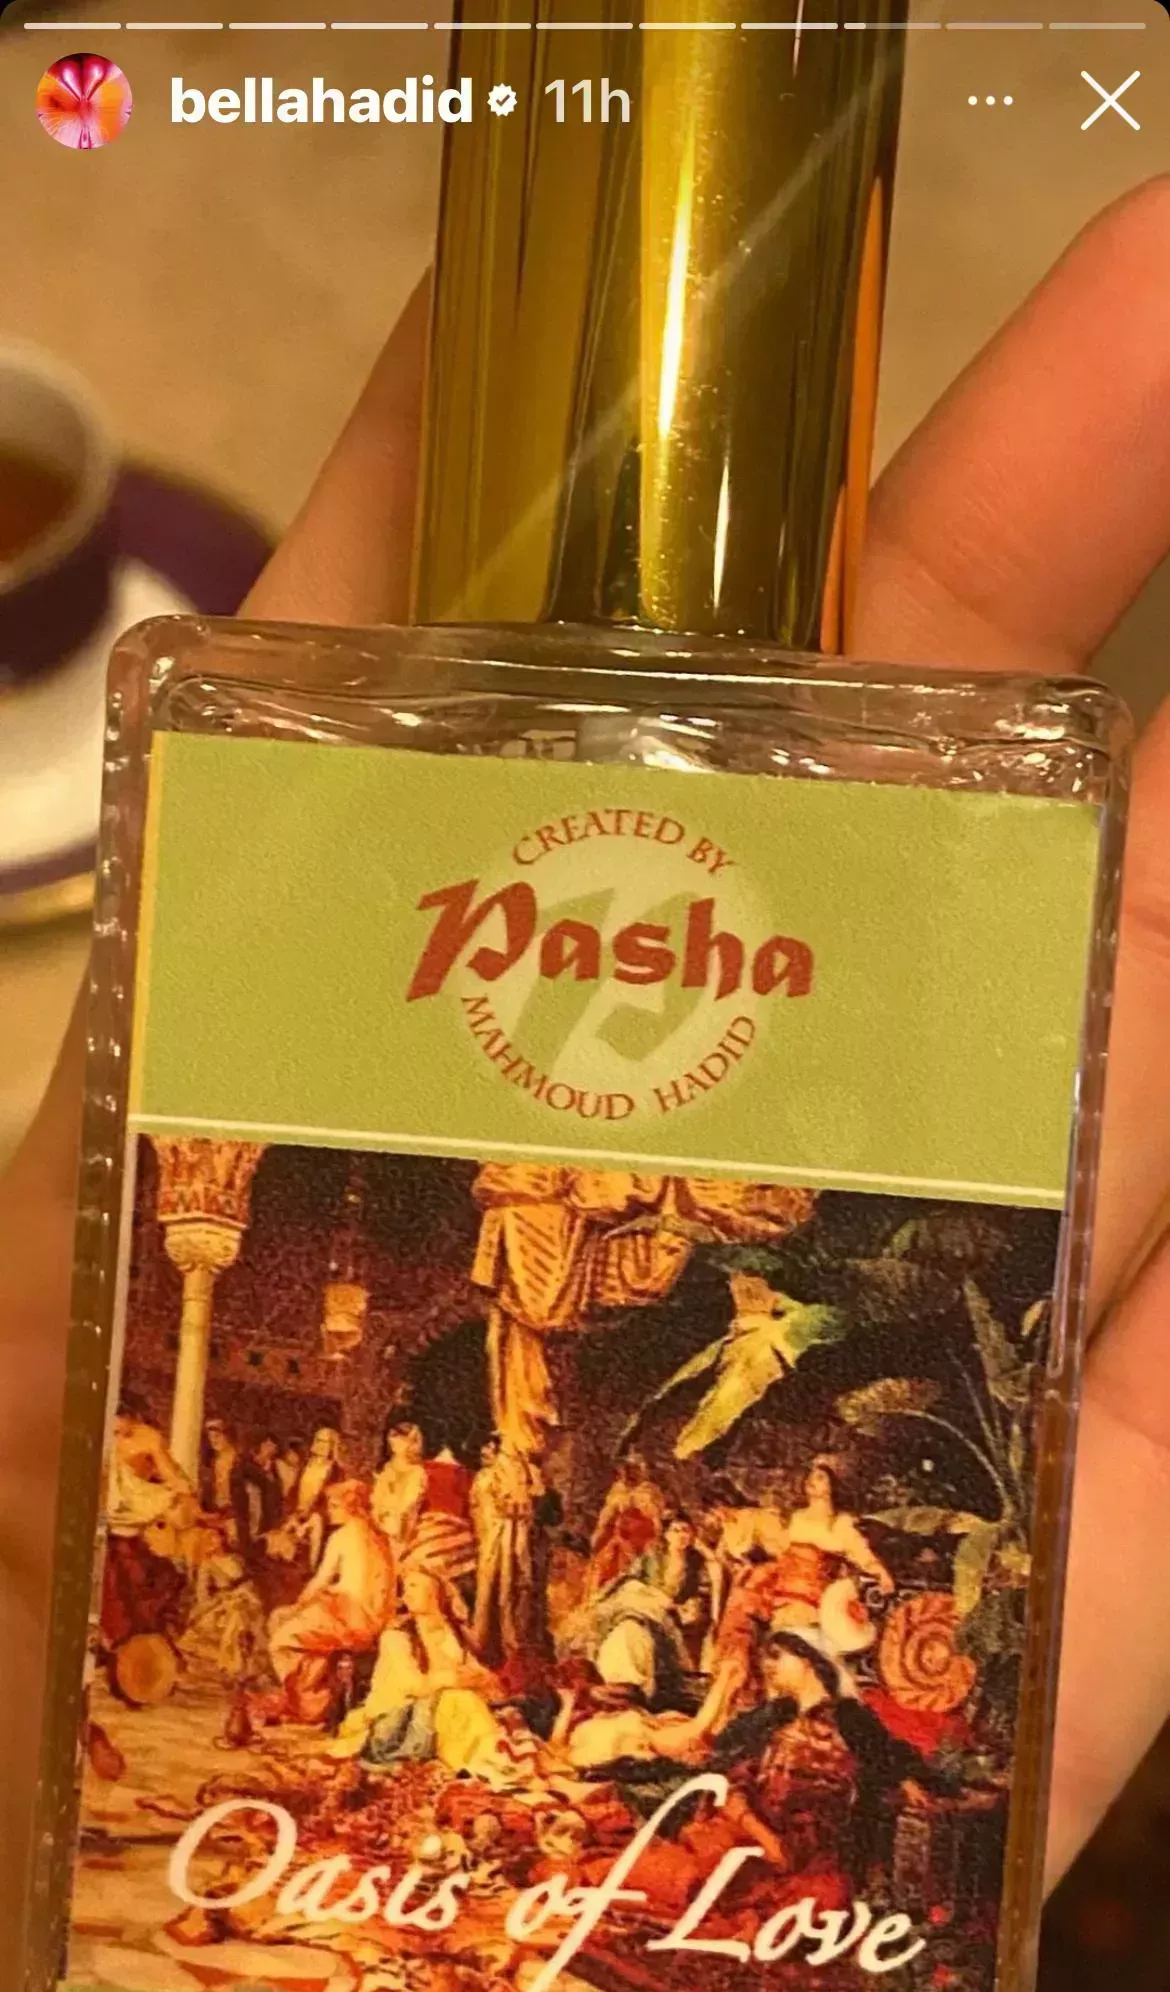 bellahadid 11h
CREATED BY
Pasha
MAHMOUD HADID
Oasis of Love